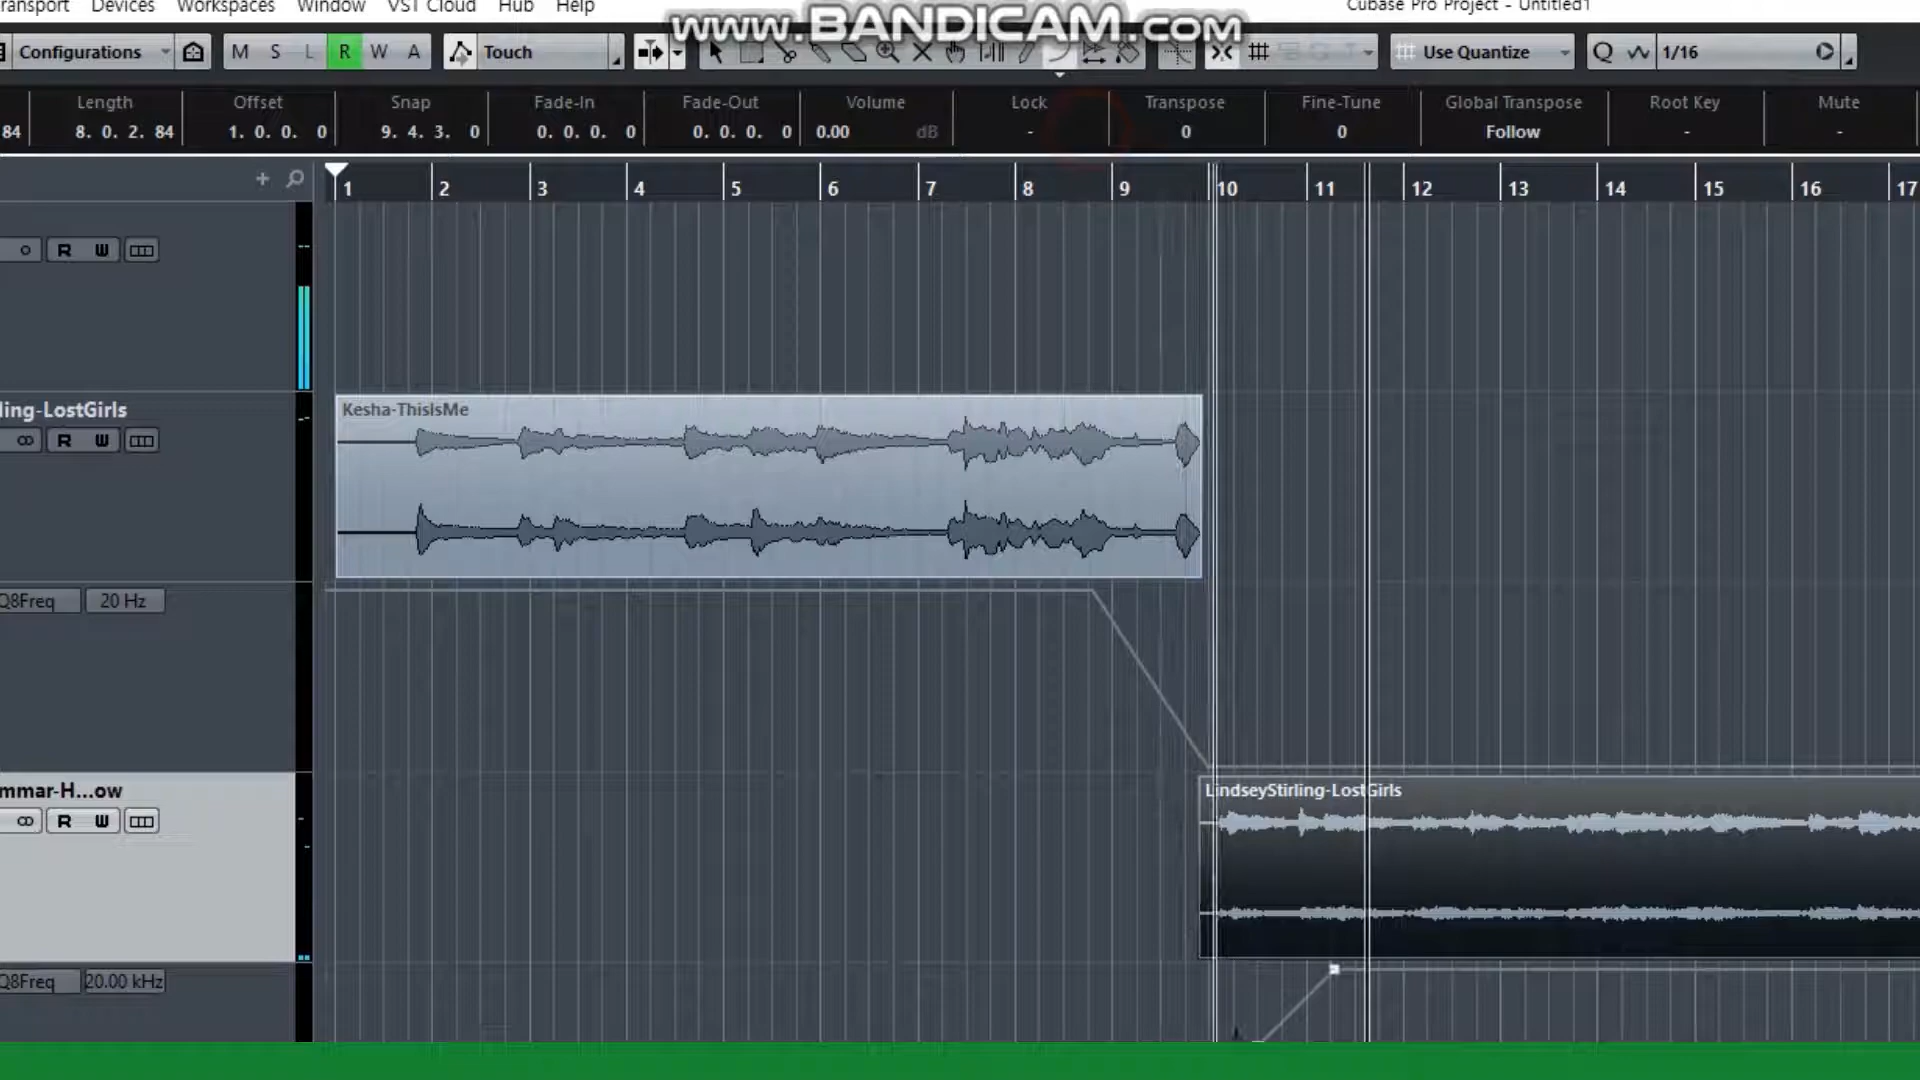 ransport Devices Workspaces Window VST Cloud Hub Help
Cubase Pro Project - Untitled1
www.BANDICAM.com
Configurations M S L R W A Touch Use Quantize Q 1/16
Length Offset Snap Fade-In Fade-Out Volume Lock Transpose Fine-Tune Global Transpose Root Key Mute
84 8. 0. 2. 84 1. 0. 0. 0 9. 4. 3. 0 0. 0. 0. 0 0. 0. 0. 0 0.00 dB - 0 0 Follow - -
1 2 3 4 5 6 7 8 9 10 11 12 13 14 15 16 17
R W
ling-LostGirls
R W
Kesha-ThisIsMe
Q8Freq 20 Hz
mmar-H...ow
R W
LindseyStirling-LostGirls
Q8Freq 20.00 kHz